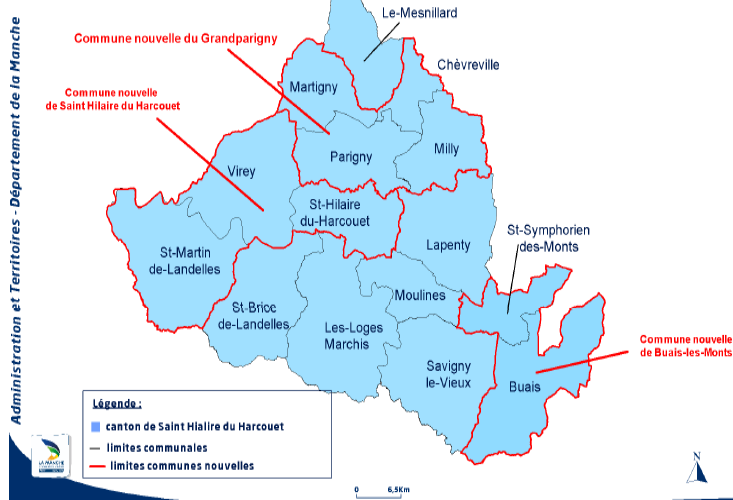 Administration et Territoires - Département de la Manche
Le-Mesnillard
Commune nouvelle du Grandparigny
Chèvreville
Martigny
Commune nouvelle
de Saint Hilaire du Harcouet
Parigny
Milly
Virey
St-Hilaire
du-Harcouet
St-Symphorien
des-Monts
Lapenty
St-Martin
de-Landelles
Moulines
St-Brice
de-Landelles
Les-Loges
Marchis
Commune nouvelle
de Buais-les-Monts
Savigny
le-Vieux
Buais
Légende :
canton de Saint Hialire du Harcouet
limites communales
limites communes nouvelles
LA MANCHE
0 6,5Km
N